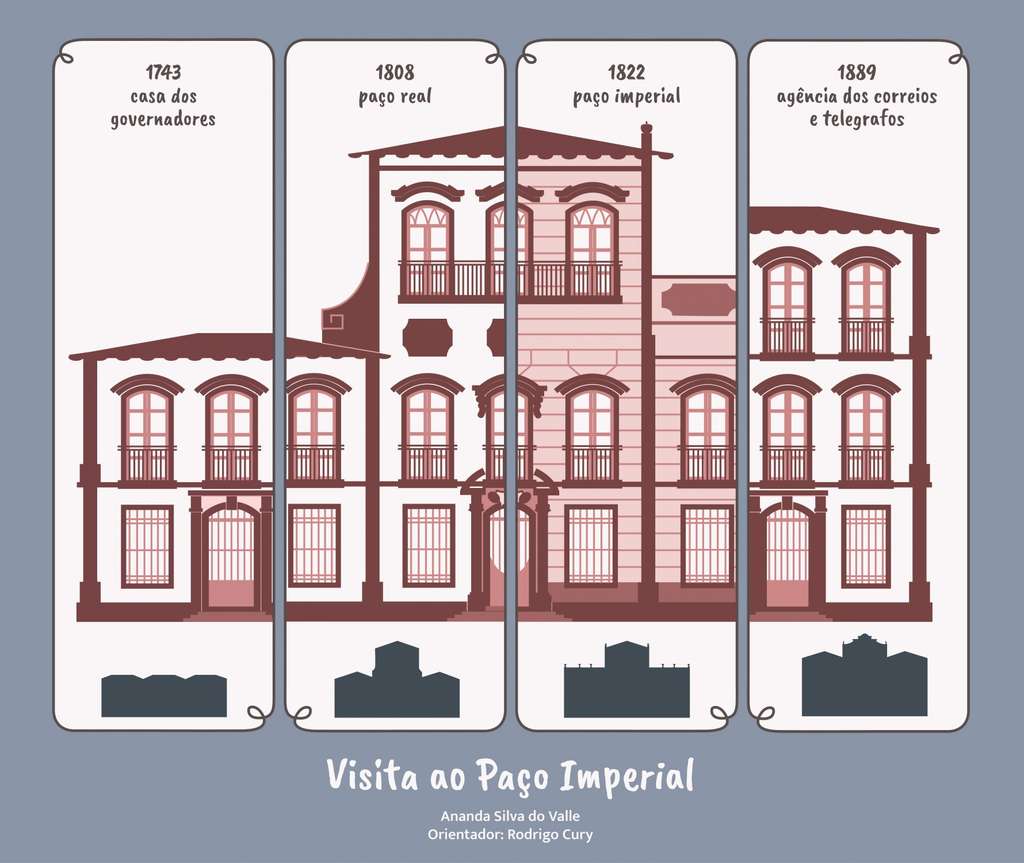 1743
casa dos
governadores
1808
paço real
1822
paço imperial
1889
agência dos correios
e telegrafos
Visita ao Paço Imperial
Ananda Silva do Valle
Orientador: Rodrigo Cury